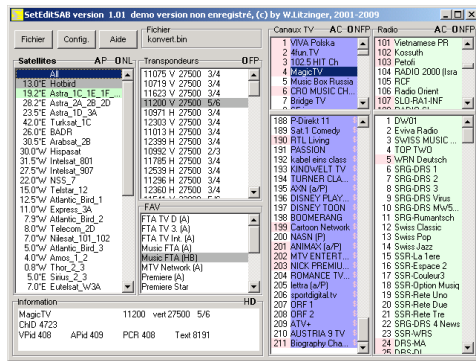 SetEditSAB version 1.01 demo version non enregistré, (c) by W.Litzinger, 2001-2009
Fichier Config. Aide
Fichier
konvert.bin
Satellites AP ONL
All
13.0°E Hotbird
19.2°E Astra_1C_1E_1F_...
28.2°E Astra_2A_2B_2D
23.5°E Astra_1D_3A
42.0°E Turksat_1C
26.0°E BADR
30.5°E Arabsat_2B
30.0°W Hispasat
31.5°W Intelsat_801
27.5°W Intelsat_907
22.0°W NSS_7
15.0°W Telstar_12
12.5°W Atlantic_Bird_1
11.0°W Express_3A
7.9°W Atlantic_Bird_2
8.0°W Telecom_2D
7.0°W Nilesat_101_102
5.0°W Atlantic_Bird_3
4.0°W Amos_1_2
0.8°W Thor_2_3
5.0°E Sirius_2_3
7.0°E Eutelsat_W3A
Transpondeurs OFP
11075 V 27500 3/4
10719 V 27500 3/4
11623 V 27500 3/4
11200 V 27500 5/6
10971 H 27500 3/4
12303 V 27500 3/4
11013 H 27500 3/4
12399 H 27500 3/4
10992 V 27500 2/3
11785 H 27500 3/4
12539 H 27500 3/4
11296 H 27500 3/4
12360 H 27500 3/4
FAV
FTA TV D (A)
FTA TV 3. (A)
FTA TV Int. (A)
Music FTA (A)
Music FTA (HB)
MTV Network (A)
Premiere (A)
Premiere Star
Canaux TV AC ONFP
1 VIVA Polska
2 4fun.TV
3 102.5 HIT Ch
4 MagicTV
5 Music Box Russia
6 CRO MUSIC CH...
7 Bridge TV
188 P-Direkt 11
189 Sat.1 Comedy
190 RTL Living
191 PASSION
192 kabel eins class
193 KINOWELT TV
194 TURNER CLA...
195 AXN (a/P)
196 DISNEY PLAY...
197 DISNEY TOON
198 BOOMERANG
199 Cartoon Network
200 NASN (P)
201 ANIMAX (a/P)
202 MTV ENTERT...
203 NICK PREMIU...
204 ROMANCE TV...
205 lettra (a/P)
206 sportdigital.tv
207 ORF 1
208 ORF 2
209 ATV+
210 AUSTRIA 9 TV
211 Biography Cha...
Radio AC ONFP
101 Vietnamese PR
102 Kossuth
103 Petofi
104 RADIO 2000 (Isra
105 RCF
106 Radio Orient
107 SLO-RA1-INF
1 DW01
2 Eviva Radio
3 SWISS MUSIC ...
4 TOP TWO
5 WRN Deutsch
6 SRG-DRS 1
7 SRG-DRS 2
8 SRG-DRS 3
9 SRG-DRS Virus
10 SRG-DRS MW5...
11 SRG-Rumantsch
12 Swiss Classic
13 Swiss Pop
14 Swiss Jazz
15 SSR-La 1ere
16 SSR-Espace 2
17 SSR-Couleur3
18 SSR-Option Musiq
19 SSR-Rete Uno
20 SSR-Rete Due
21 SSR-Rete Tre
22 SRG-DRS 4 News
23 SSR-WRS
24 DRS-MA
25 DRS-DI
Information HD
MagicTV 11200 vert 27500 5/6
ChID 4723
VPid 408 APid 409 PCR 408 Text 8191